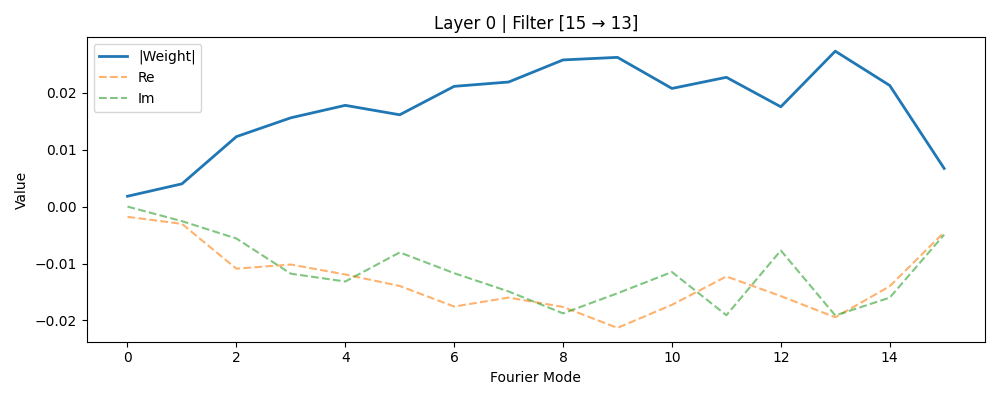 Layer 0 | Filter [15 → 13]
|Weight|
Re
Im
Value
0.02
0.01
0.00
−0.01
−0.02
0 2 4 6 8 10 12 14
Fourier Mode